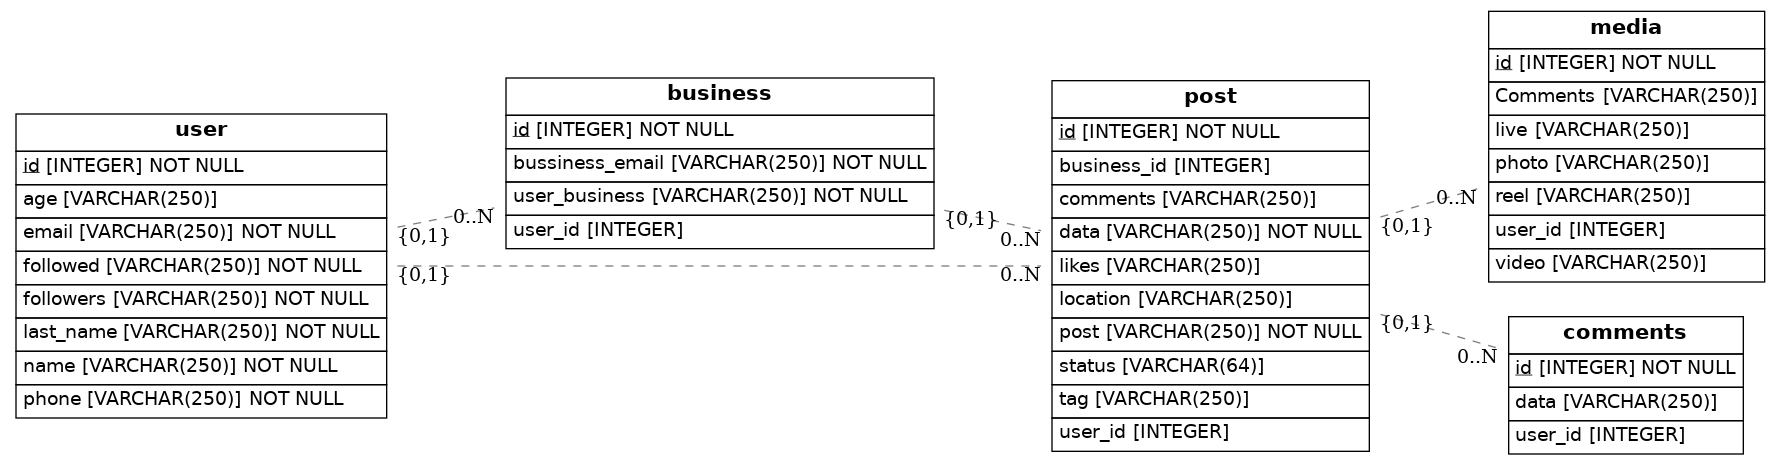 user
id [INTEGER] NOT NULL
age [VARCHAR(250)]
email [VARCHAR(250)] NOT NULL
followed [VARCHAR(250)] NOT NULL
followers [VARCHAR(250)] NOT NULL
last_name [VARCHAR(250)] NOT NULL
name [VARCHAR(250)] NOT NULL
phone [VARCHAR(250)] NOT NULL
{0,1}
0..N
{0,1}
0..N
business
id [INTEGER] NOT NULL
bussiness_email [VARCHAR(250)] NOT NULL
user_business [VARCHAR(250)] NOT NULL
user_id [INTEGER]
{0,1}
0..N
post
id [INTEGER] NOT NULL
business_id [INTEGER]
comments [VARCHAR(250)]
data [VARCHAR(250)] NOT NULL
likes [VARCHAR(250)]
location [VARCHAR(250)]
post [VARCHAR(250)] NOT NULL
status [VARCHAR(64)]
tag [VARCHAR(250)]
user_id [INTEGER]
{0,1}
0..N
{0,1}
0..N
media
id [INTEGER] NOT NULL
Comments [VARCHAR(250)]
live [VARCHAR(250)]
photo [VARCHAR(250)]
reel [VARCHAR(250)]
user_id [INTEGER]
video [VARCHAR(250)]
comments
id [INTEGER] NOT NULL
data [VARCHAR(250)]
user_id [INTEGER]